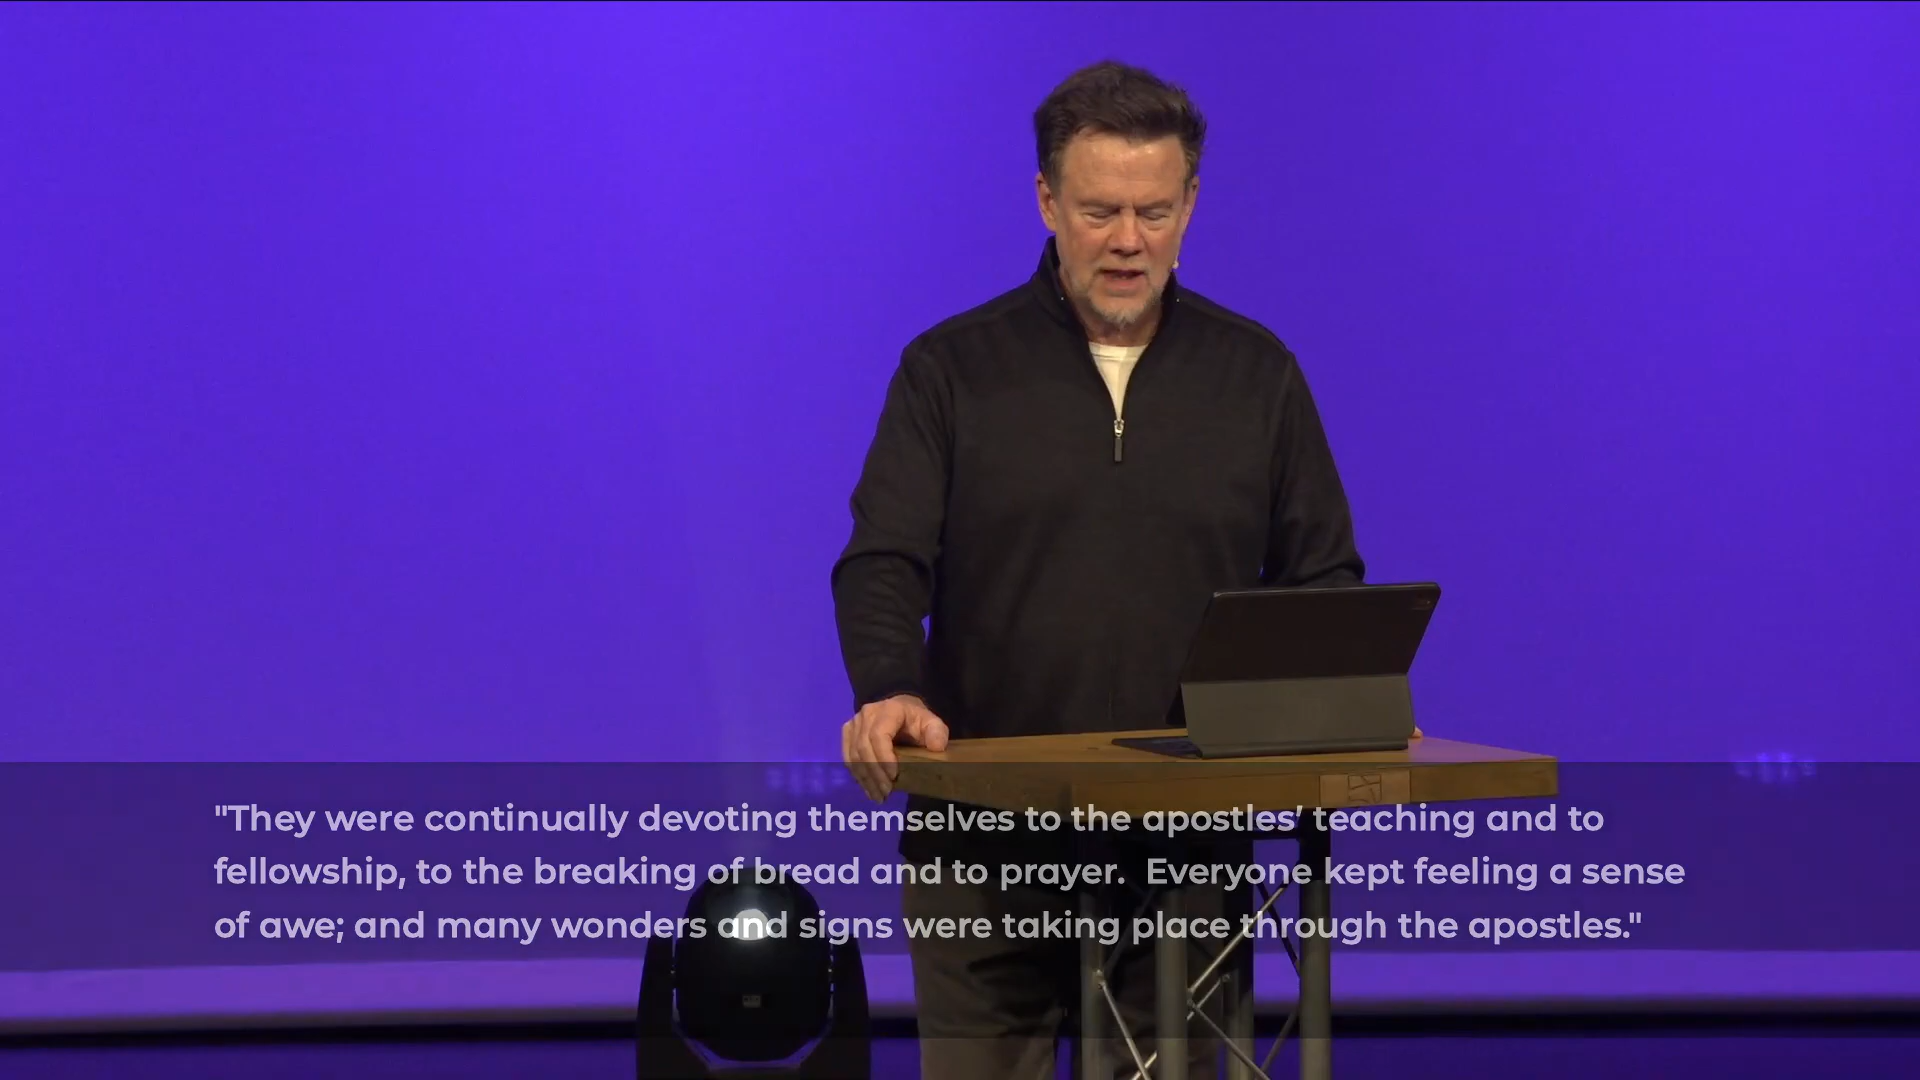 "They were continually devoting themselves to the apostles’ teaching and to
fellowship, to the breaking of bread and to prayer.  Everyone kept feeling a sense
of awe; and many wonders and signs were taking place through the apostles."